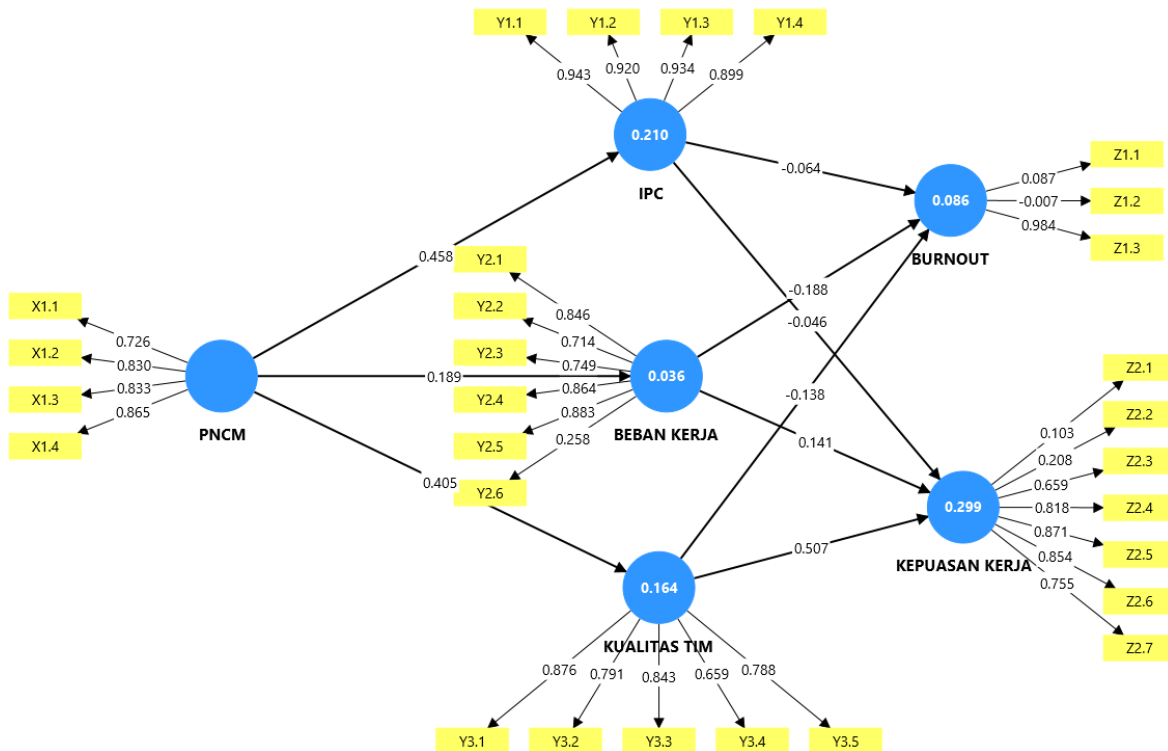 Y1.1
Y1.2
Y1.3
Y1.4
0.943
0.920
0.934
0.899
0.210
IPC
-0.064
Z1.1
0.087
Z1.2
-0.007
0.984
Z1.3
0.086
BURNOUT
0.458
Y2.1
-0.188
-0.046
X1.1
0.726
Y2.2
0.846
0.714
X1.2
0.830
Y2.3
0.749
X1.3
0.833
0.189
Y2.4
0.864
0.036
-0.138
X1.4
0.865
PNCM
Y2.5
0.883
0.258
BEBAN KERJA
0.141
Y2.6
0.405
Z2.1
0.103
Z2.2
0.208
Z2.3
0.659
0.299
0.818
Z2.4
0.871
Z2.5
0.854
Z2.6
0.755
Z2.7
KEPUASAN KERJA
0.507
0.164
KUALITAS TIM
0.876
0.791
0.843
0.659
0.788
Y3.1
Y3.2
Y3.3
Y3.4
Y3.5